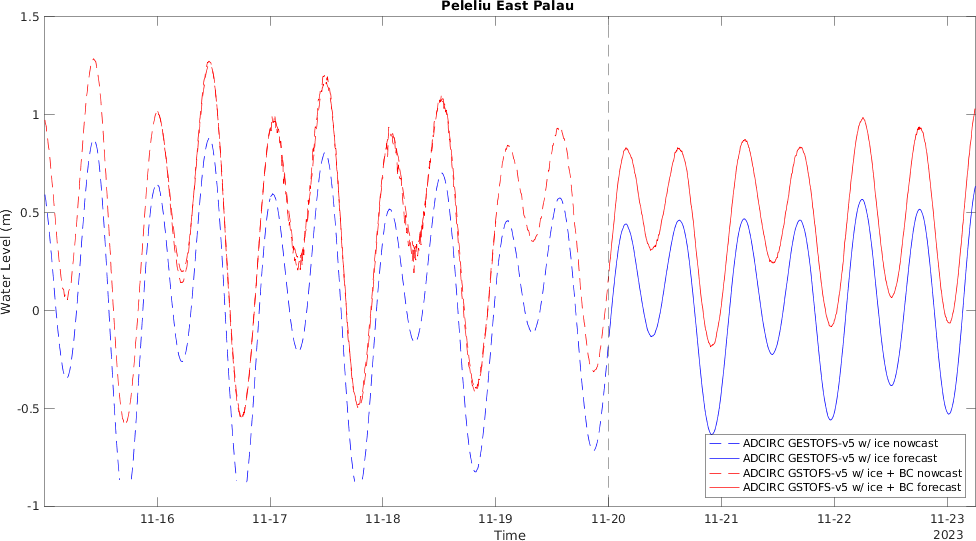 Peleliu East Palau
1.5
1
0.5
0
-0.5
-1
Water Level (m)
11-16
11-17
11-18
11-19
11-20
11-21
11-22
11-23
2023
Time
ADCIRC GESTOFS-v5 w/ ice nowcast
ADCIRC GESTOFS-v5 w/ ice forecast
ADCIRC GSTOFS-v5 w/ ice + BC nowcast
ADCIRC GSTOFS-v5 w/ ice + BC forecast